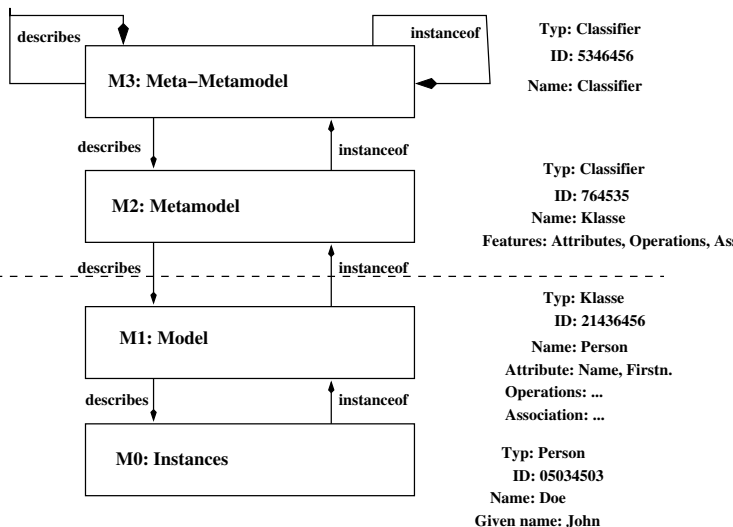 describes
instanceof
Typ: Classifier
ID: 5346456
Name: Classifier
M3: Meta−Metamodel
describes
instanceof
Typ: Classifier
ID: 764535
Name: Klasse
Features: Attributes, Operations, Ass
M2: Metamodel
describes
instanceof
Typ: Klasse
ID: 21436456
Name: Person
Attribute: Name, Firstn.
Operations: ...
Association: ...
M1: Model
describes
instanceof
M0: Instances
Typ: Person
ID: 05034503
Name: Doe
Given name: John